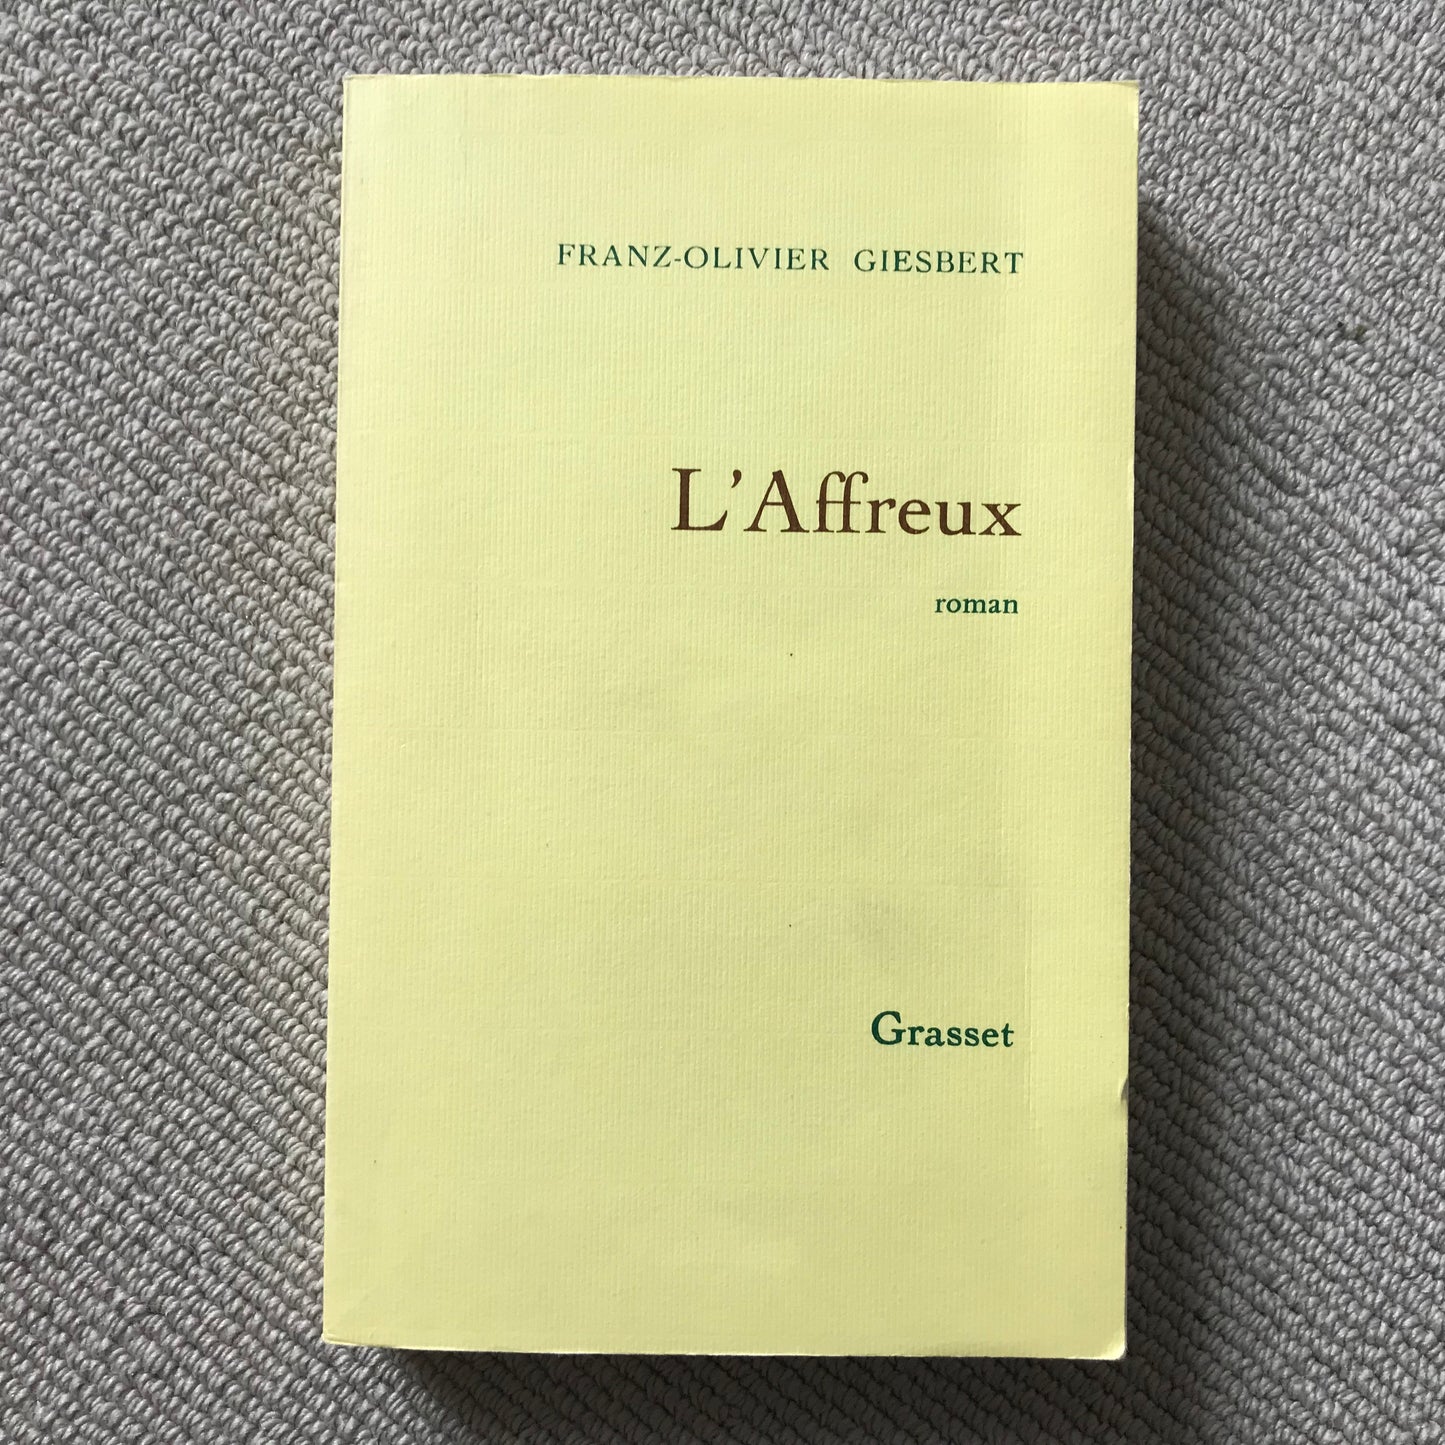 FRANZ-OLIVIER GIESBERT
L'Affreux
roman
Grasset